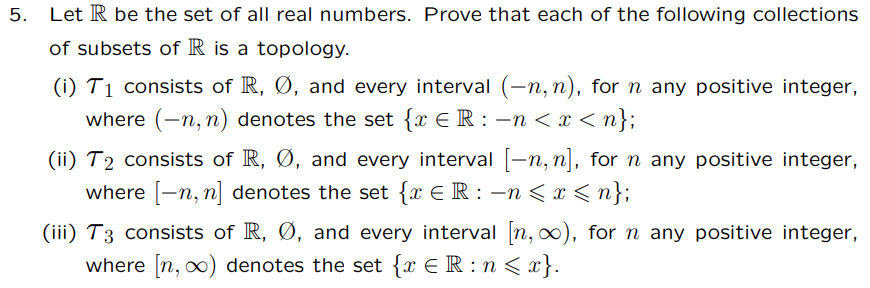 5. Let ℝ be the set of all real numbers. Prove that each of the following collections
of subsets of ℝ is a topology.
(i) 𝒯₁ consists of ℝ, Ø, and every interval (−n, n), for n any positive integer,
where (−n, n) denotes the set {x ∈ ℝ : −n < x < n};
(ii) 𝒯₂ consists of ℝ, Ø, and every interval [−n, n], for n any positive integer,
where [−n, n] denotes the set {x ∈ ℝ : −n ⩽ x ⩽ n};
(iii) 𝒯₃ consists of ℝ, Ø, and every interval [n, ∞), for n any positive integer,
where [n, ∞) denotes the set {x ∈ ℝ : n ⩽ x}.